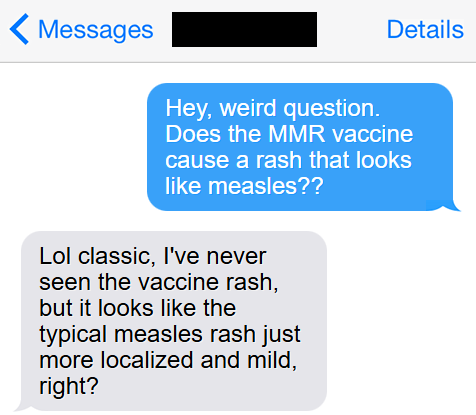 Messages Details
Hey, weird question.
Does the MMR vaccine
cause a rash that looks
like measles??
Lol classic, I've never
seen the vaccine rash,
but it looks like the
typical measles rash just
more localized and mild,
right?